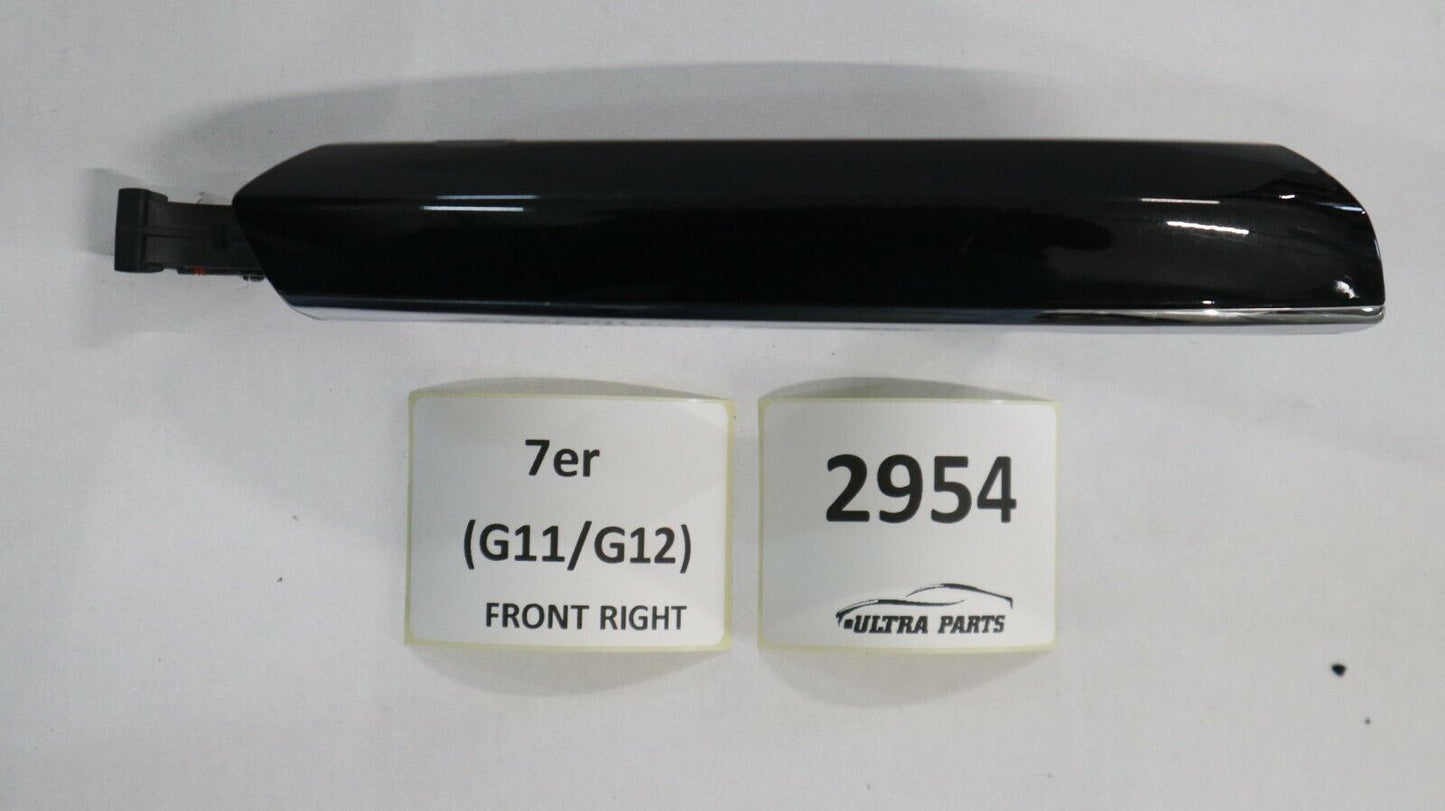 7er
(G11/G12)
FRONT RIGHT
2954
ULTRA PARTS